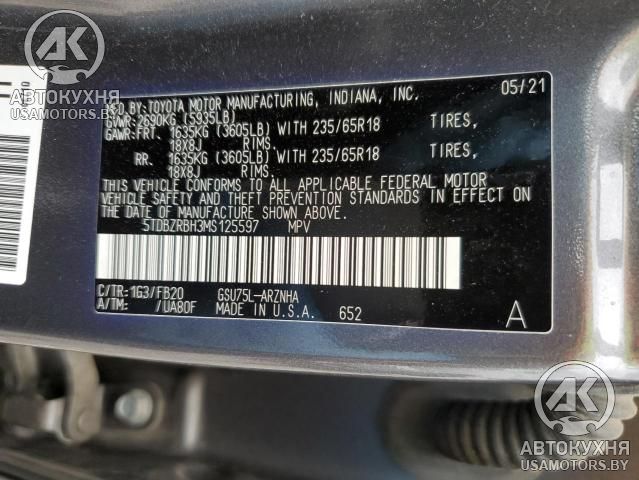 АК
АВТОКУХНЯ
USAMOTORS.BY
MFD.BY: TOYOTA MOTOR MANUFACTURING, INDIANA, INC. 05/21
GVWR: 2690KG (5935LB)
GAWR: FRT. 1635KG (3605LB) WITH 235/65R18 TIRES,
18X8J RIMS.
RR. 1635KG (3605LB) WITH 235/65R18 TIRES,
18X8J RIMS.
THIS VEHICLE CONFORMS TO ALL APPLICABLE FEDERAL MOTOR
VEHICLE SAFETY AND THEFT PREVENTION STANDARDS IN EFFECT ON
THE DATE OF MANUFACTURE SHOWN ABOVE.
5TDBZRBH3MS125597 MPV
C/TR: 1G3/FB20 GSU75L-ARZNHA
A/TM: /UA80F MADE IN U.S.A. 652 A
АК
АВТОКУХНЯ
USAMOTORS.BY